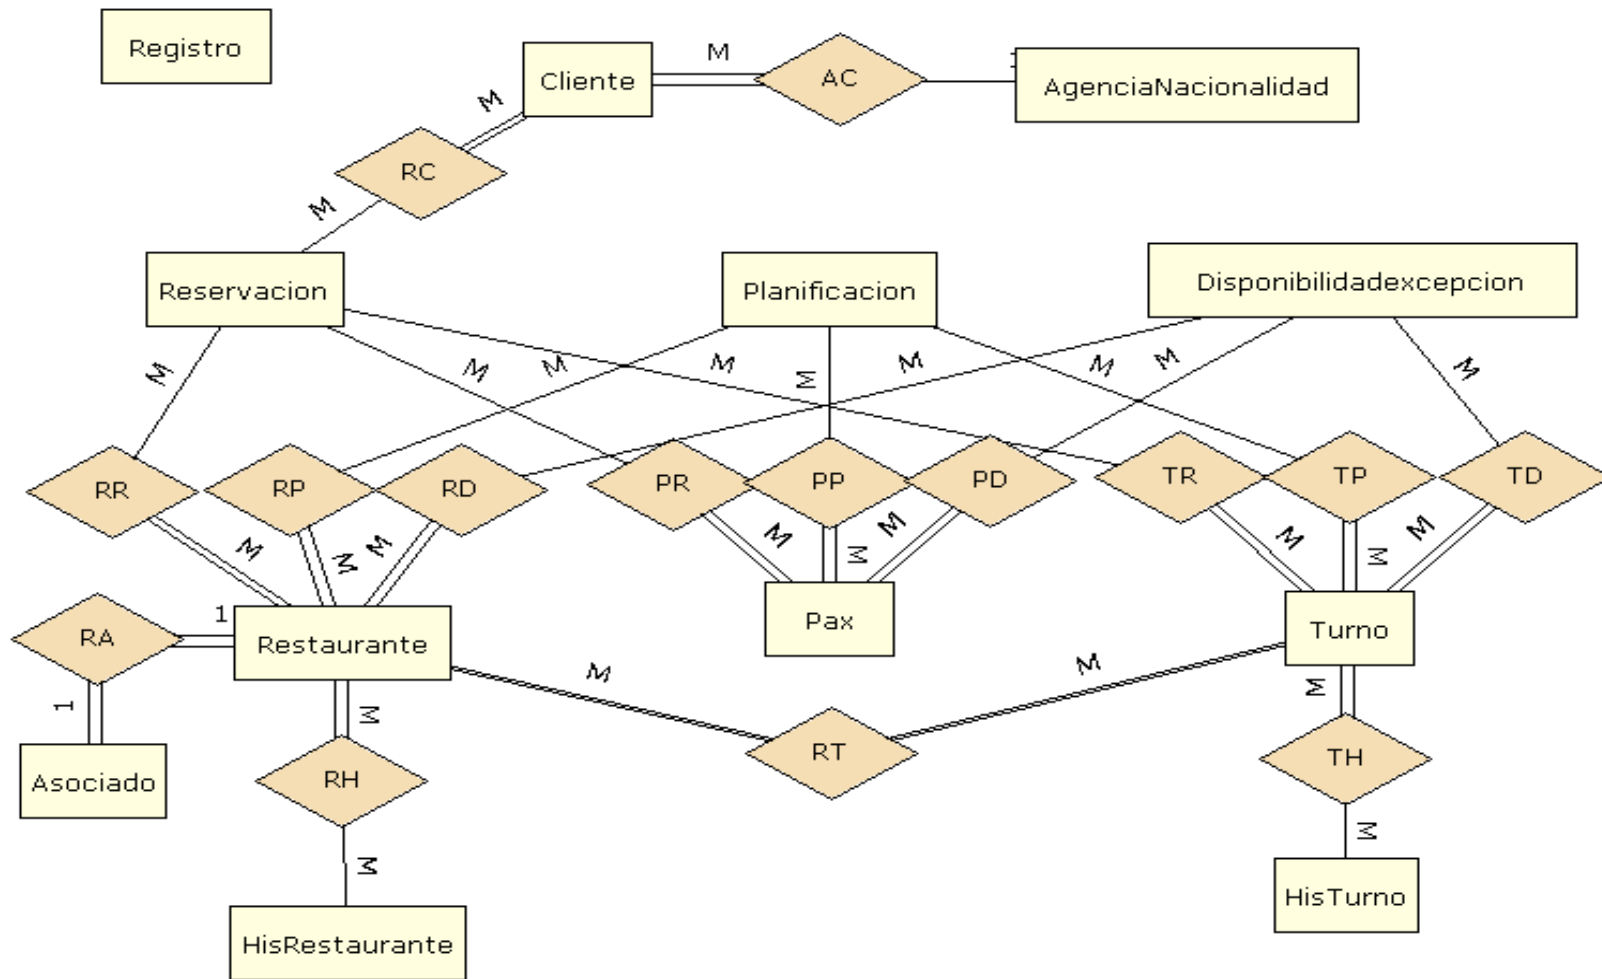 Registro
M
Cliente
AC
AgenciaNacionalidad
M
RC
M
Reservacion
Planificacion
Disponibilidadexcepcion
M
M
M
M
M
M
M
M
M
RR
RP
RD
PR
PP
PD
TR
TP
TD
M
M
M
M
M
M
M
M
M
RA
1
Restaurante
Pax
Turno
1
M
M
M
M
Asociado
RH
RT
TH
M
M
HisRestaurante
HisTurno